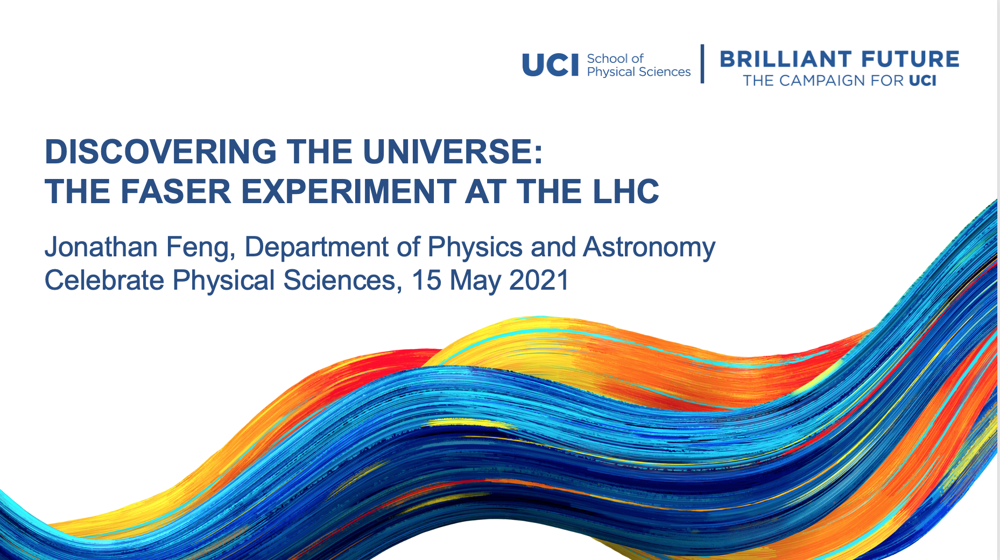 UCI School of
Physical Sciences
BRILLIANT FUTURE
THE CAMPAIGN FOR UCI
DISCOVERING THE UNIVERSE:
THE FASER EXPERIMENT AT THE LHC
Jonathan Feng, Department of Physics and Astronomy
Celebrate Physical Sciences, 15 May 2021